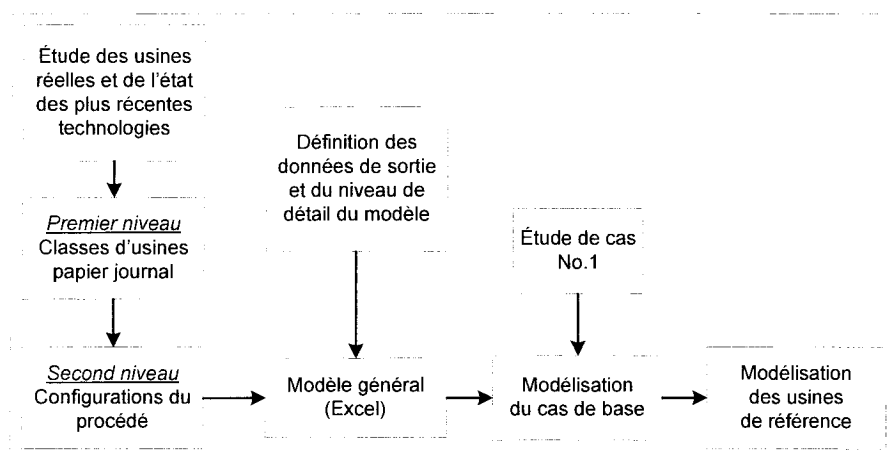 Étude des usines
réelles et de l'état
des plus récentes
technologies
Premier niveau
Classes d'usines
papier journal
Second niveau
Configurations du
procédé
Définition des
données de sortie
et du niveau de
détail du modèle
Modèle général
(Excel)
Étude de cas
No.1
Modélisation
du cas de base
Modélisation
des usines
de référence